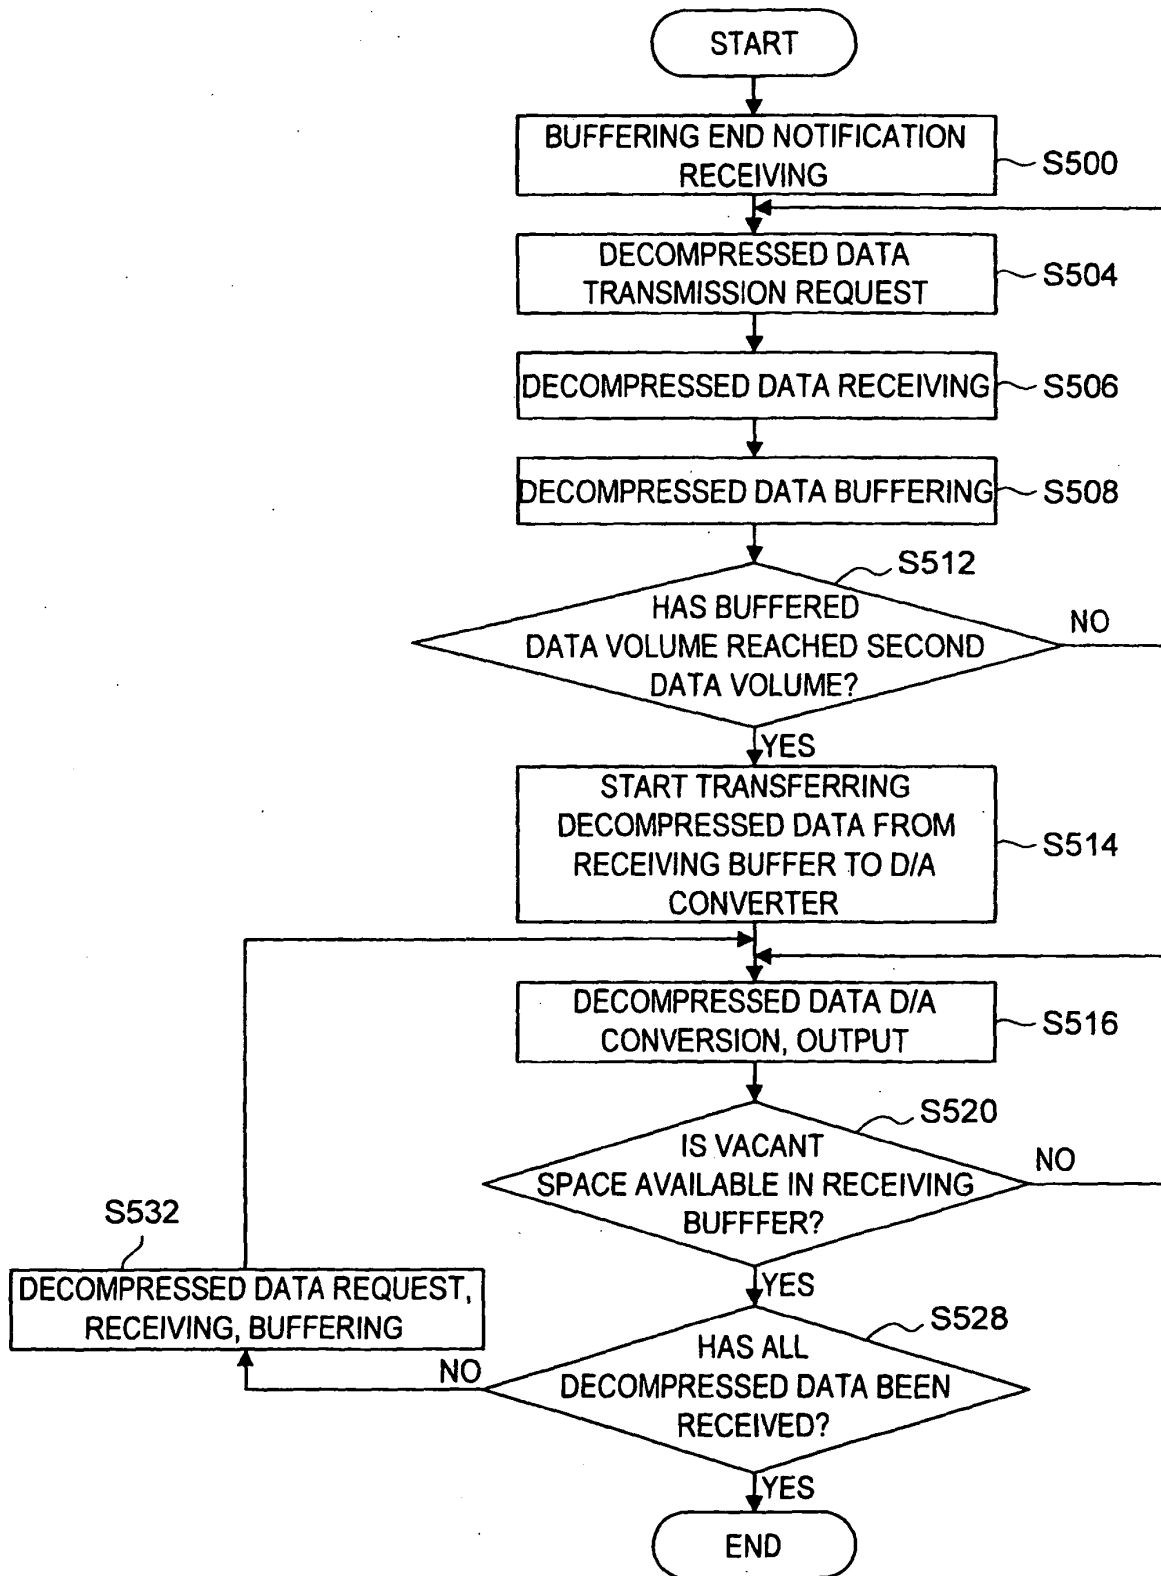 START
BUFFERING END NOTIFICATION
RECEIVING
S500
DECOMPRESSED DATA
TRANSMISSION REQUEST
S504
DECOMPRESSED DATA RECEIVING
S506
DECOMPRESSED DATA BUFFERING
S508
S512
HAS BUFFERED
DATA VOLUME REACHED SECOND
DATA VOLUME?
NO
YES
START TRANSFERRING
DECOMPRESSED DATA FROM
RECEIVING BUFFER TO D/A
CONVERTER
S514
DECOMPRESSED DATA D/A
CONVERSION, OUTPUT
S516
S520
IS VACANT
SPACE AVAILABLE IN RECEIVING
BUFFFER?
NO
YES
S532
DECOMPRESSED DATA REQUEST,
RECEIVING, BUFFERING
S528
HAS ALL
DECOMPRESSED DATA BEEN
RECEIVED?
NO
YES
END